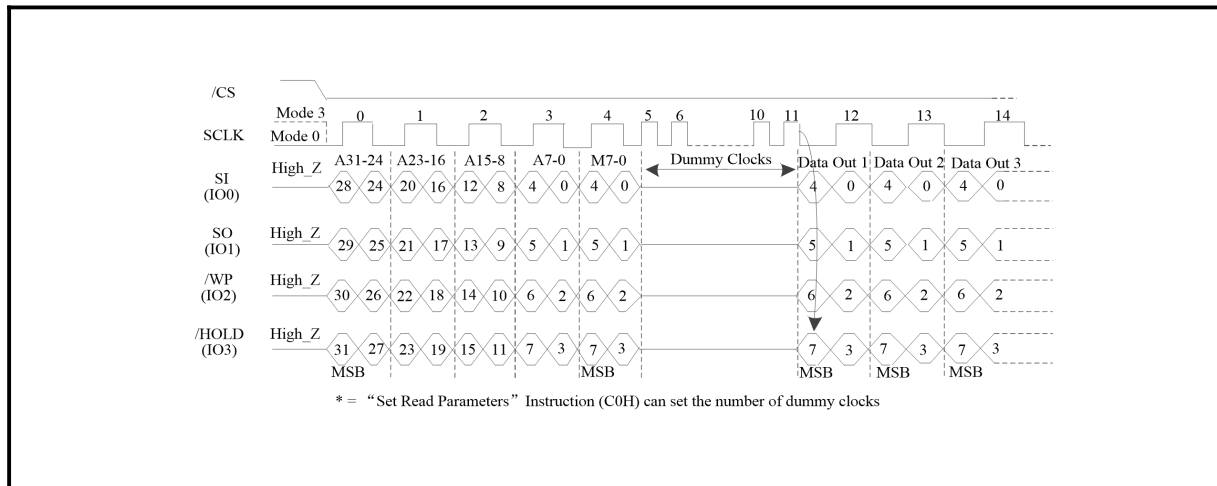 /CS
Mode 3 0 1 2 3 4 5 6 10 11 12 13 14
SCLK Mode 0
A31-24 A23-16 A15-8 A7-0 M7-0 Dummy Clocks Data Out 1 Data Out 2 Data Out 3
SI High_Z
(IO0) 28 24 20 16 12 8 4 0 4 0 4 0 4 0 4 0
SO High_Z
(IO1) 29 25 21 17 13 9 5 1 5 1 5 1 5 1 5 1
/WP High_Z
(IO2) 30 26 22 18 14 10 6 2 6 2 6 2 6 2 6 2
/HOLD High_Z
(IO3) 31 27 23 19 15 11 7 3 7 3 7 3 7 3 7 3
MSB MSB MSB MSB MSB
* = “Set Read Parameters” Instruction (C0H) can set the number of dummy clocks